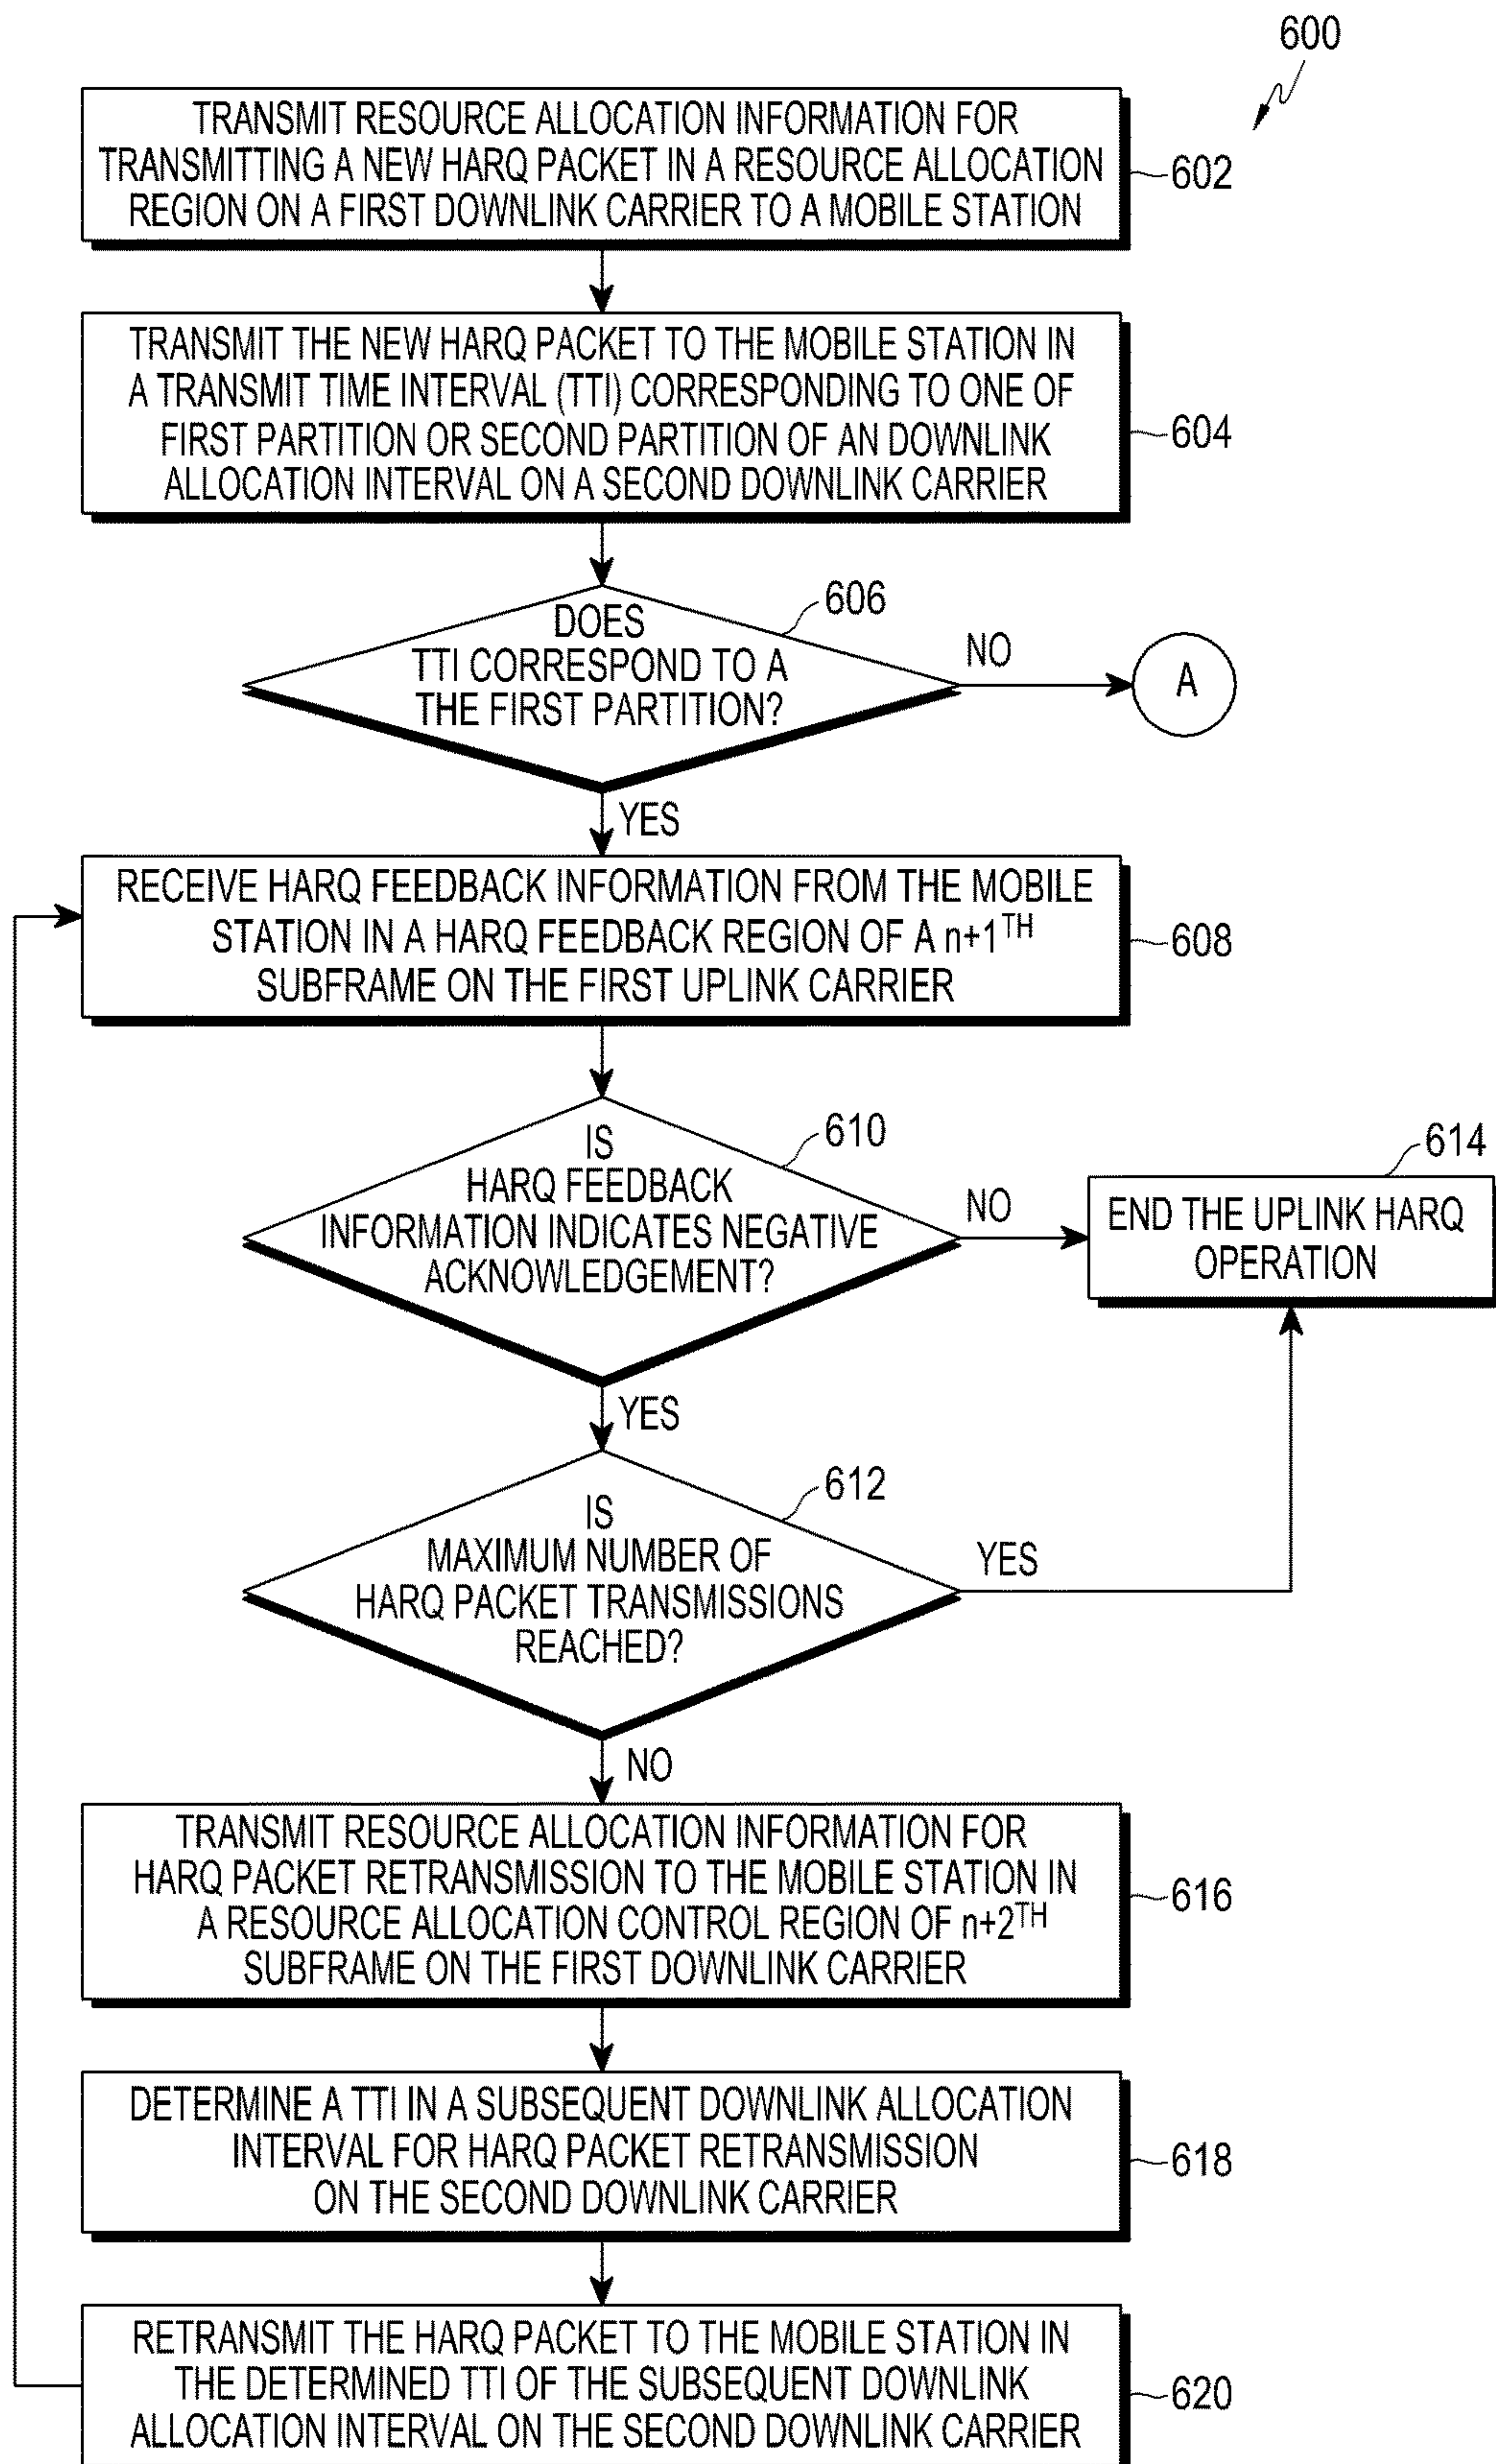 600
TRANSMIT RESOURCE ALLOCATION INFORMATION FOR
TRANSMITTING A NEW HARQ PACKET IN A RESOURCE ALLOCATION
REGION ON A FIRST DOWNLINK CARRIER TO A MOBILE STATION
602
TRANSMIT THE NEW HARQ PACKET TO THE MOBILE STATION IN
A TRANSMIT TIME INTERVAL (TTI) CORRESPONDING TO ONE OF
FIRST PARTITION OR SECOND PARTITION OF AN DOWNLINK
ALLOCATION INTERVAL ON A SECOND DOWNLINK CARRIER
604
606
DOES
TTI CORRESPOND TO A
THE FIRST PARTITION?
NO
A
YES
RECEIVE HARQ FEEDBACK INFORMATION FROM THE MOBILE
STATION IN A HARQ FEEDBACK REGION OF A n+1TH
SUBFRAME ON THE FIRST UPLINK CARRIER
608
610
IS
HARQ FEEDBACK
INFORMATION INDICATES NEGATIVE
ACKNOWLEDGEMENT?
NO
614
END THE UPLINK HARQ
OPERATION
YES
612
IS
MAXIMUM NUMBER OF
HARQ PACKET TRANSMISSIONS
REACHED?
YES
NO
TRANSMIT RESOURCE ALLOCATION INFORMATION FOR
HARQ PACKET RETRANSMISSION TO THE MOBILE STATION IN
A RESOURCE ALLOCATION CONTROL REGION OF n+2TH
SUBFRAME ON THE FIRST DOWNLINK CARRIER
616
DETERMINE A TTI IN A SUBSEQUENT DOWNLINK ALLOCATION
INTERVAL FOR HARQ PACKET RETRANSMISSION
ON THE SECOND DOWNLINK CARRIER
618
RETRANSMIT THE HARQ PACKET TO THE MOBILE STATION IN
THE DETERMINED TTI OF THE SUBSEQUENT DOWNLINK
ALLOCATION INTERVAL ON THE SECOND DOWNLINK CARRIER
620